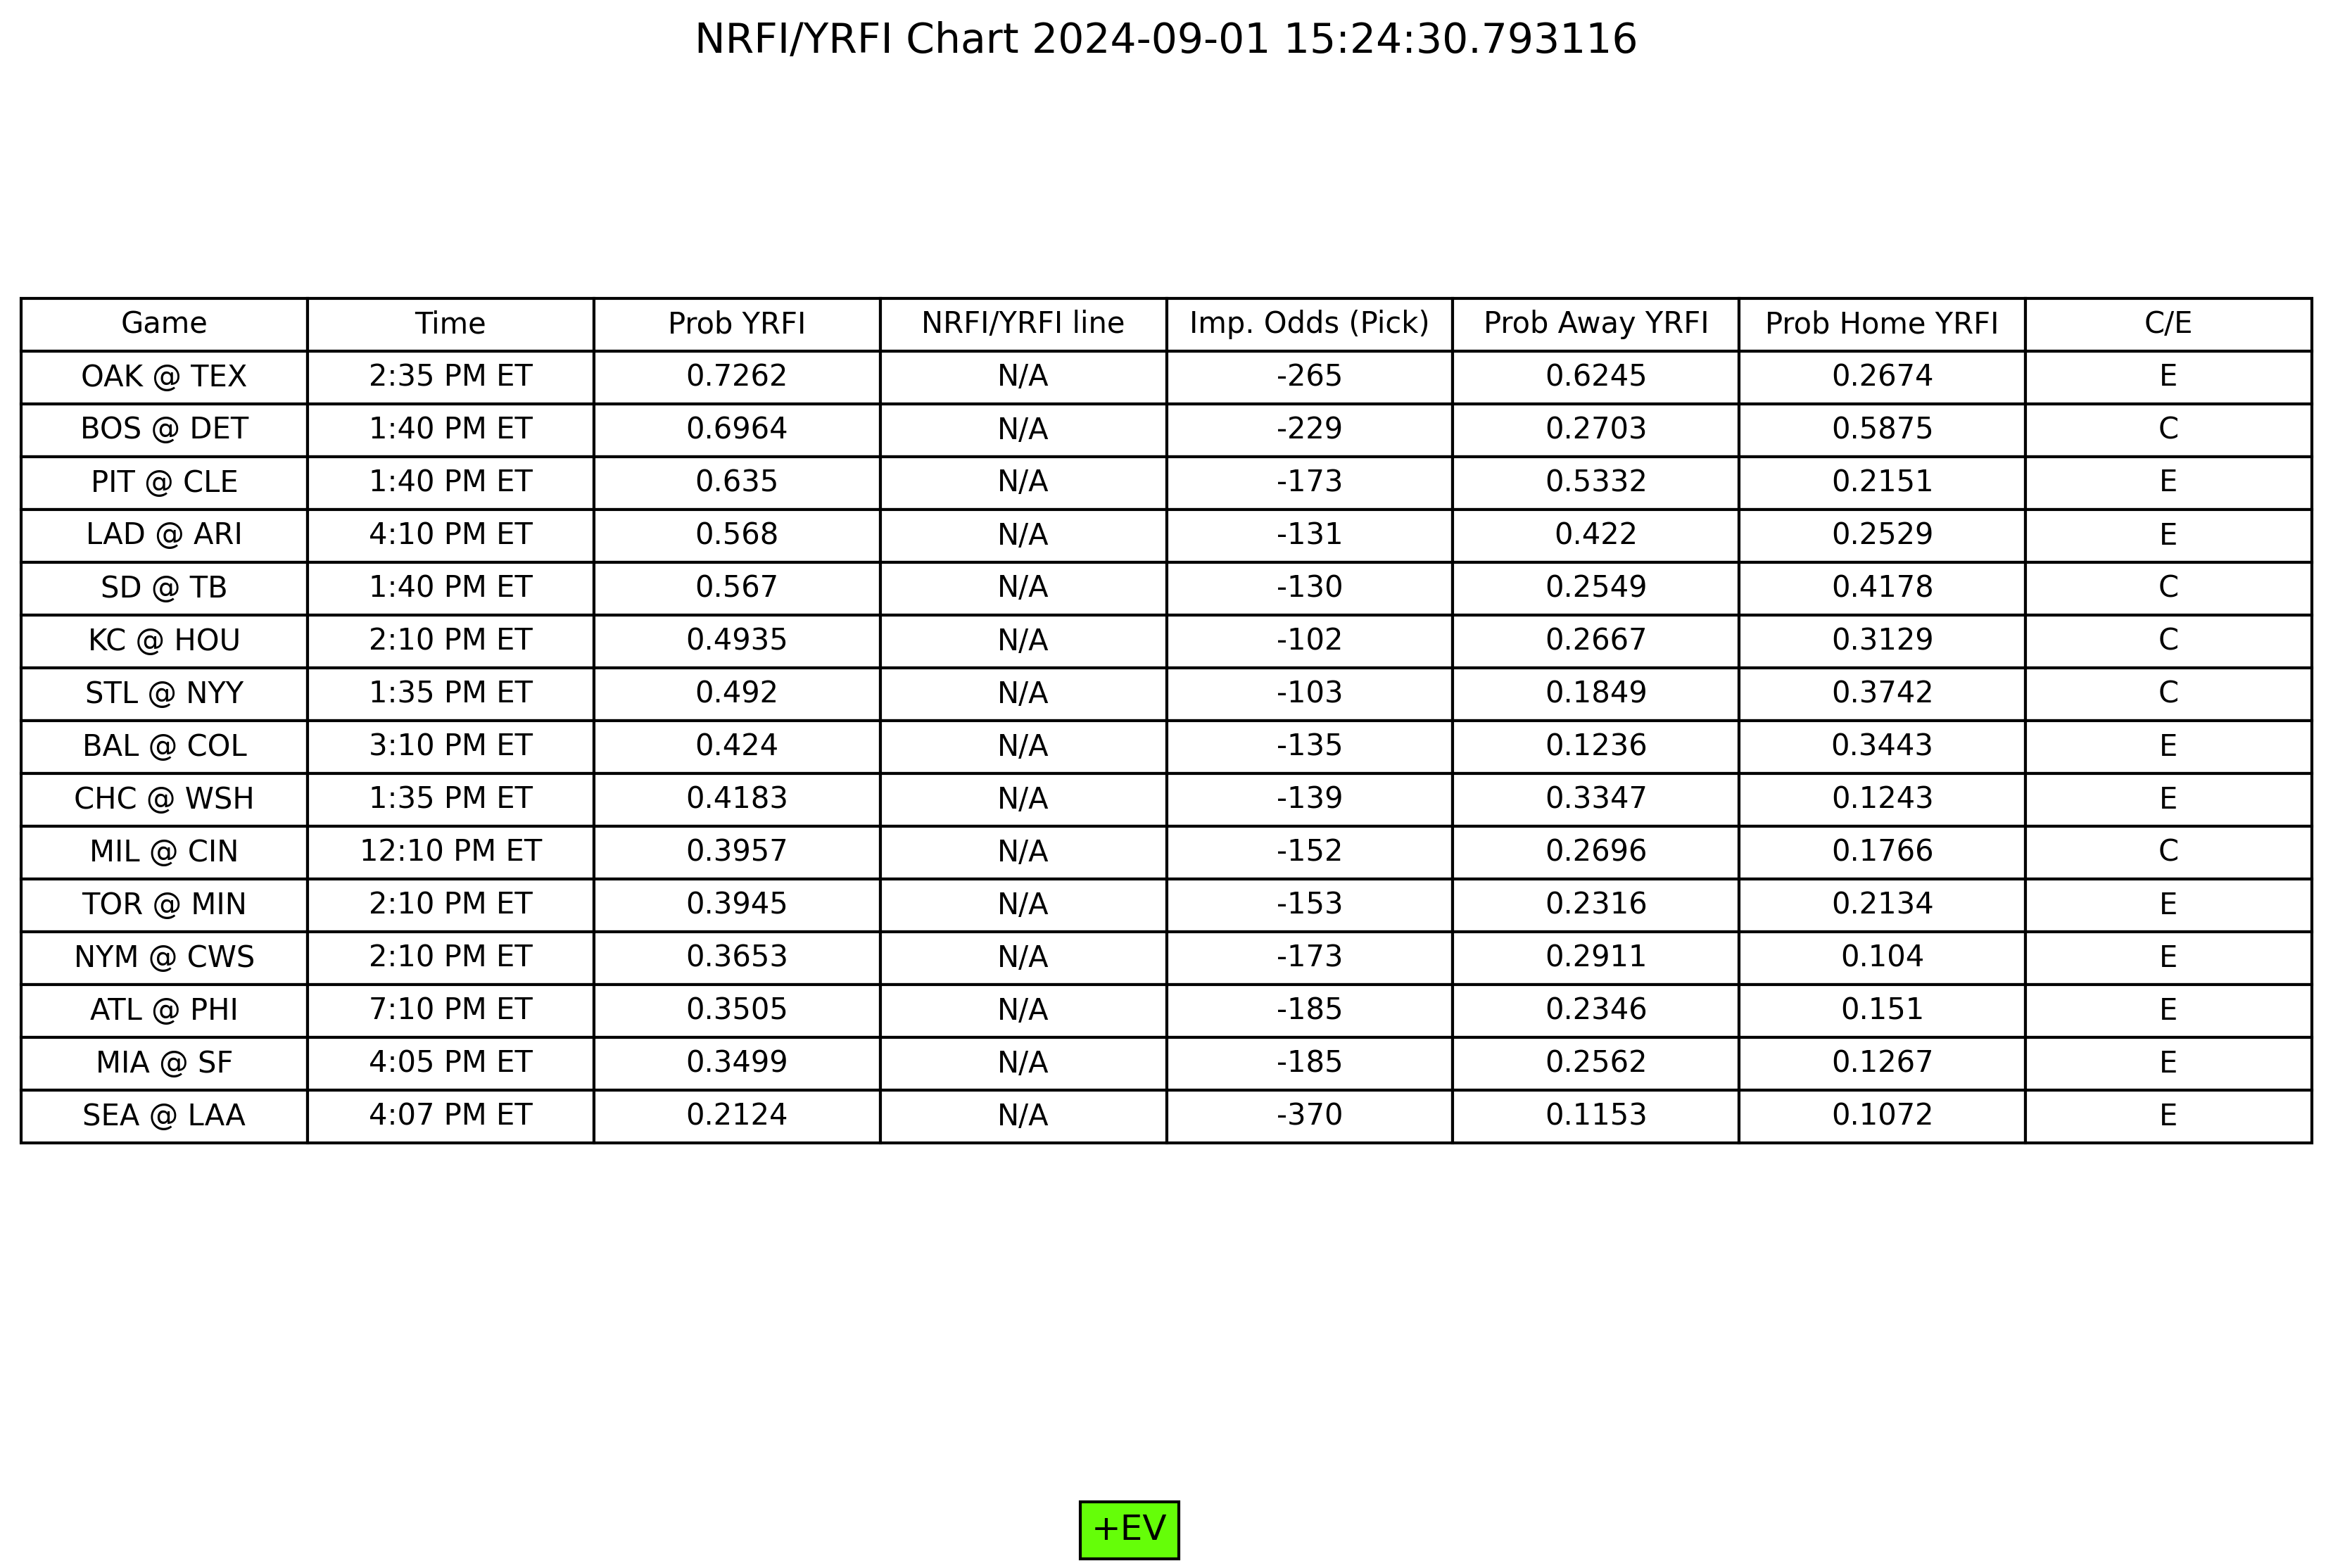 NRFI/YRFI Chart 2024-09-01 15:24:30.793116
Game Time Prob YRFI NRFI/YRFI line Imp. Odds (Pick) Prob Away YRFI Prob Home YRFI C/E
OAK @ TEX 2:35 PM ET 0.7262 N/A -265 0.6245 0.2674 E
BOS @ DET 1:40 PM ET 0.6964 N/A -229 0.2703 0.5875 C
PIT @ CLE 1:40 PM ET 0.635 N/A -173 0.5332 0.2151 E
LAD @ ARI 4:10 PM ET 0.568 N/A -131 0.422 0.2529 E
SD @ TB 1:40 PM ET 0.567 N/A -130 0.2549 0.4178 C
KC @ HOU 2:10 PM ET 0.4935 N/A -102 0.2667 0.3129 C
STL @ NYY 1:35 PM ET 0.492 N/A -103 0.1849 0.3742 C
BAL @ COL 3:10 PM ET 0.424 N/A -135 0.1236 0.3443 E
CHC @ WSH 1:35 PM ET 0.4183 N/A -139 0.3347 0.1243 E
MIL @ CIN 12:10 PM ET 0.3957 N/A -152 0.2696 0.1766 C
TOR @ MIN 2:10 PM ET 0.3945 N/A -153 0.2316 0.2134 E
NYM @ CWS 2:10 PM ET 0.3653 N/A -173 0.2911 0.104 E
ATL @ PHI 7:10 PM ET 0.3505 N/A -185 0.2346 0.151 E
MIA @ SF 4:05 PM ET 0.3499 N/A -185 0.2562 0.1267 E
SEA @ LAA 4:07 PM ET 0.2124 N/A -370 0.1153 0.1072 E
+EV